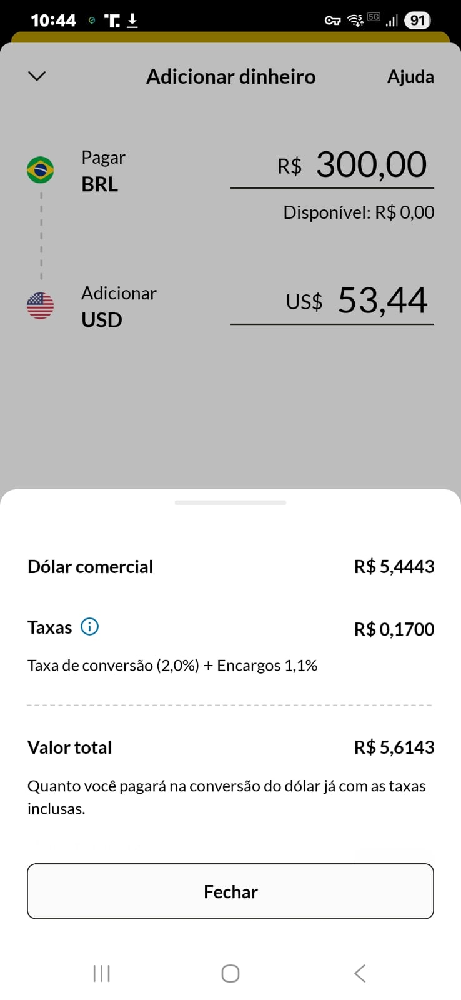 10:44
5G
91
Adicionar dinheiro
Ajuda
Pagar
BRL
R$ 300,00
Disponível: R$ 0,00
Adicionar
USD
US$ 53,44
Dólar comercial
R$ 5,4443
Taxas
R$ 0,1700
Taxa de conversão (2,0%) + Encargos 1,1%
Valor total
R$ 5,6143
Quanto você pagará na conversão do dólar já com as taxas
inclusas.
Fechar